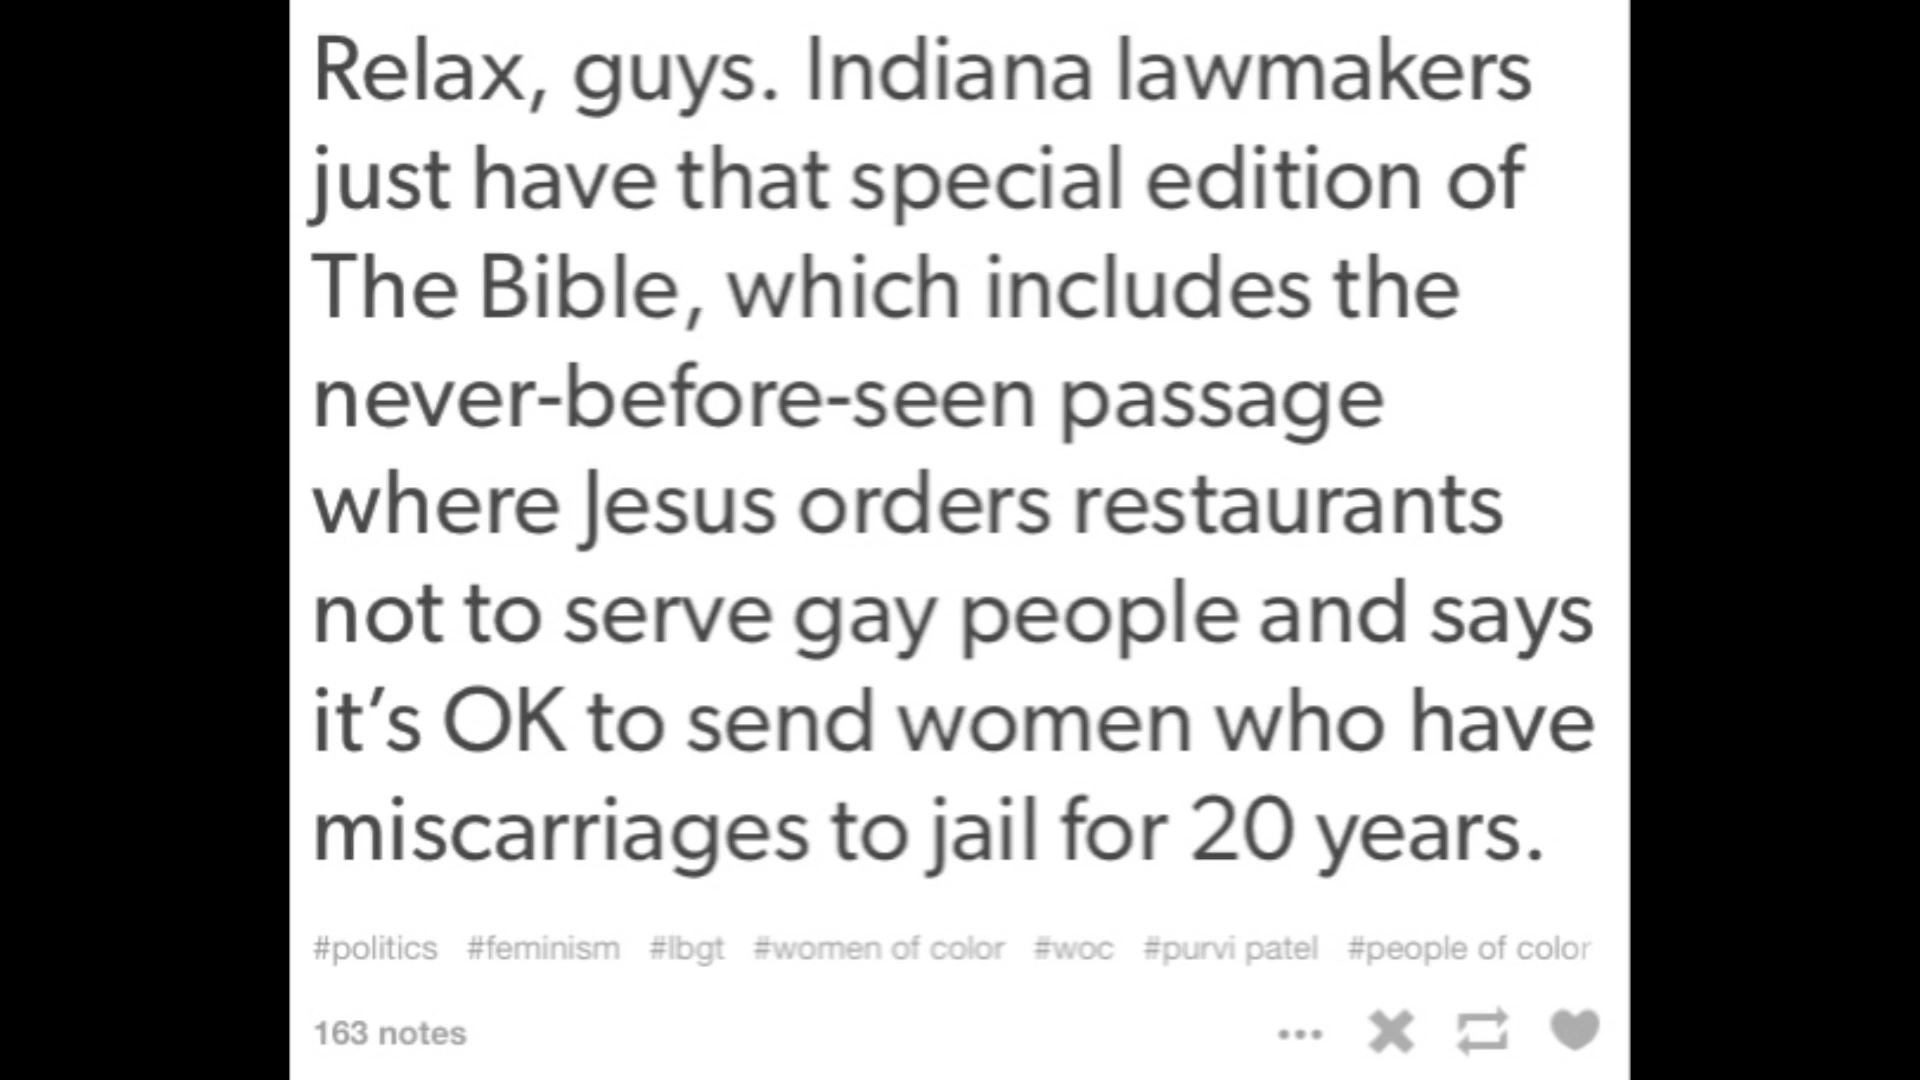 Relax, guys. Indiana lawmakers
just have that special edition of
The Bible, which includes the
never-before-seen passage
where Jesus orders restaurants
not to serve gay people and says
it's OK to send women who have
miscarriages to jail for 20 years.
#politics #feminism #lbgt #women of color #woc #purvi patel #people of color
163 notes